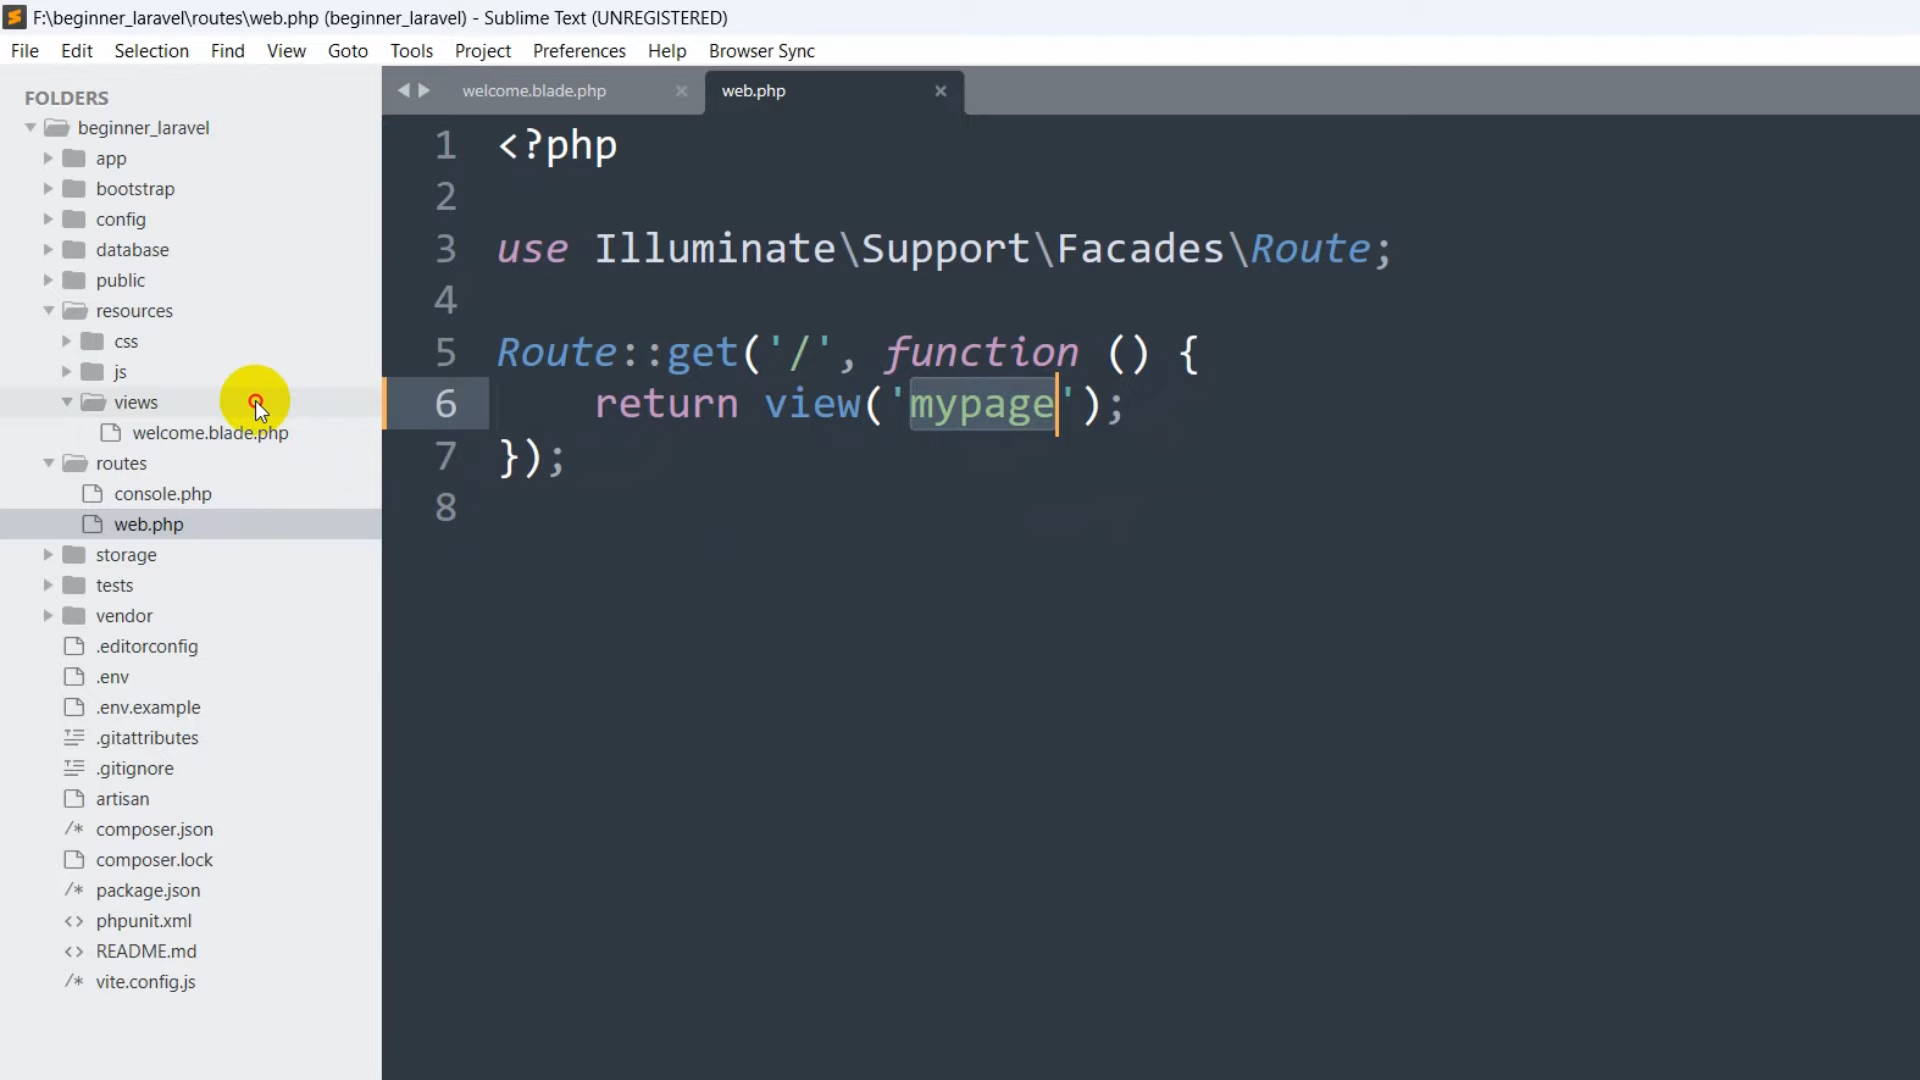 F:\beginner_laravel\routes\web.php (beginner_laravel) - Sublime Text (UNREGISTERED)
File Edit Selection Find View Goto Tools Project Preferences Help Browser Sync
FOLDERS
beginner_laravel
app
bootstrap
config
database
public
resources
css
js
views
welcome.blade.php
routes
console.php
web.php
storage
tests
vendor
.editorconfig
.env
.env.example
.gitattributes
.gitignore
artisan
/* composer.json
composer.lock
/* package.json
<> phpunit.xml
<> README.md
/* vite.config.js
welcome.blade.php × web.php ×
1 <?php
2
3 use Illuminate\Support\Facades\Route;
4
5 Route::get('/', function () {
6 return view('mypage');
7 });
8